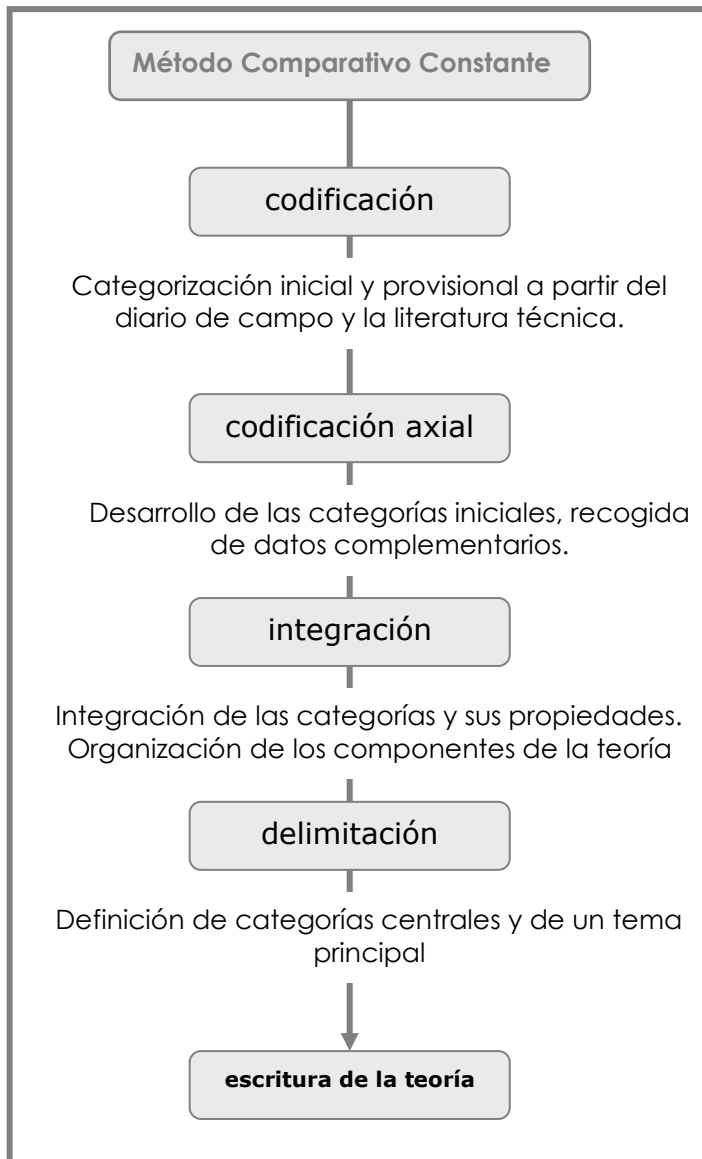 Método Comparativo Constante
codificación
Categorización inicial y provisional a partir del
diario de campo y la literatura técnica.
codificación axial
Desarrollo de las categorías iniciales, recogida
de datos complementarios.
integración
Integración de las categorías y sus propiedades.
Organización de los componentes de la teoría
delimitación
Definición de categorías centrales y de un tema
principal
escritura de la teoría